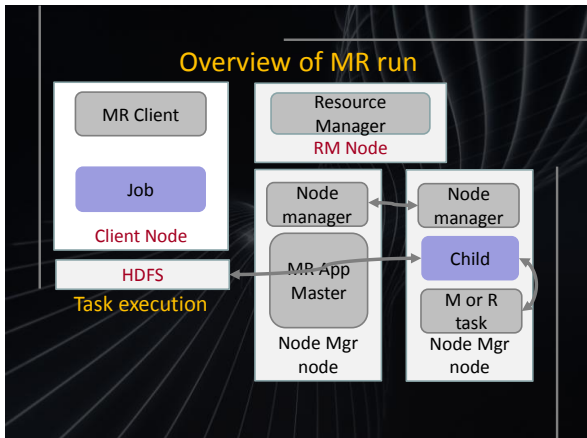 Overview of MR run
MR Client
Job
Client Node
HDFS
Task execution
Resource
Manager
RM Node
Node
manager
MR App
Master
Node Mgr
node
Node
manager
Child
M or R
task
Node Mgr
node